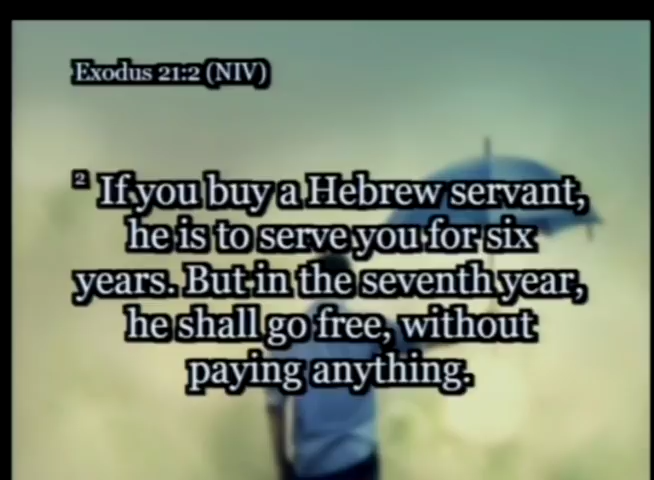 Exodus 21:2 (NIV)
² If you buy a Hebrew servant,
he is to serve you for six
years. But in the seventh year,
he shall go free, without
paying anything.